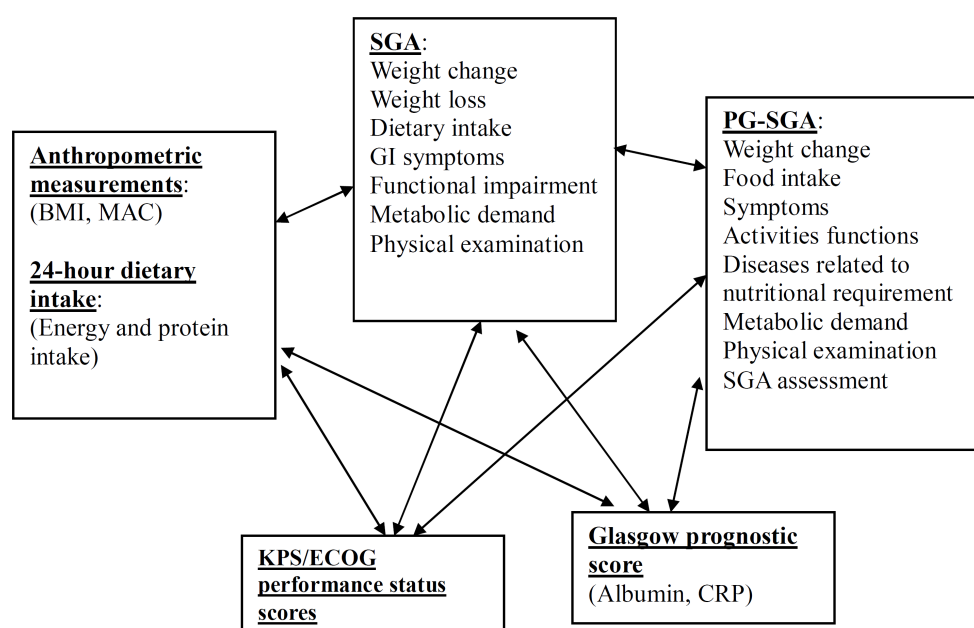 SGA:
Weight change
Weight loss
Dietary intake
GI symptoms
Functional impairment
Metabolic demand
Physical examination
PG-SGA:
Weight change
Food intake
Symptoms
Activities functions
Diseases related to
nutritional requirement
Metabolic demand
Physical examination
SGA assessment
Anthropometric
measurements:
(BMI, MAC)
24-hour dietary
intake:
(Energy and protein
intake)
KPS/ECOG
performance status
scores
Glasgow prognostic
score
(Albumin, CRP)